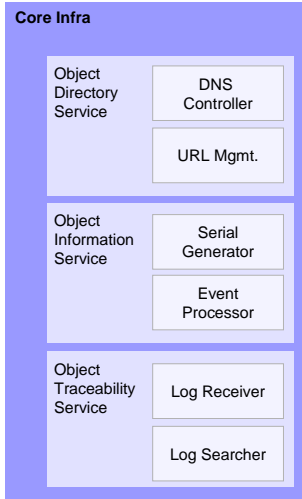 Core Infra
Object
Directory
Service
DNS
Controller
URL Mgmt.
Object
Information
Service
Serial
Generator
Event
Processor
Object
Traceability
Service
Log Receiver
Log Searcher